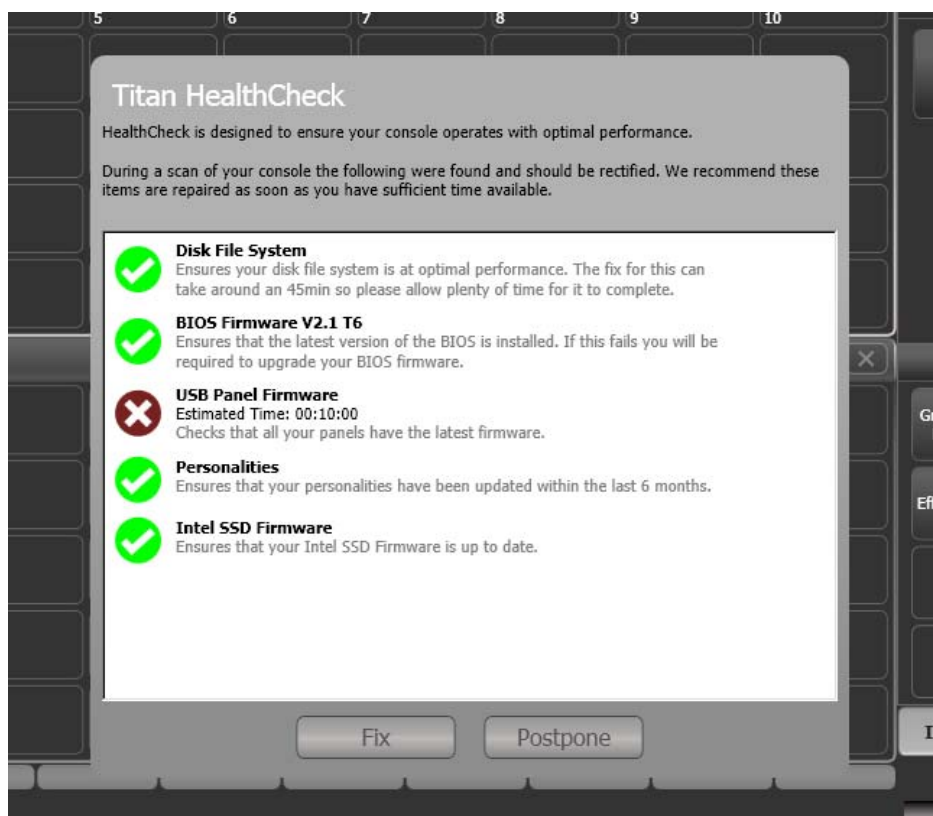 5 6 7 8 9 10
Titan HealthCheck
HealthCheck is designed to ensure your console operates with optimal performance.
During a scan of your console the following were found and should be rectified. We recommend these
items are repaired as soon as you have sufficient time available.
Disk File System
Ensures your disk file system is at optimal performance. The fix for this can
take around an 45min so please allow plenty of time for it to complete.
BIOS Firmware V2.1 T6
Ensures that the latest version of the BIOS is installed. If this fails you will be
required to upgrade your BIOS firmware.
USB Panel Firmware
Estimated Time: 00:10:00
Checks that all your panels have the latest firmware.
Personalities
Ensures that your personalities have been updated within the last 6 months.
Intel SSD Firmware
Ensures that your Intel SSD Firmware is up to date.
Fix Postpone